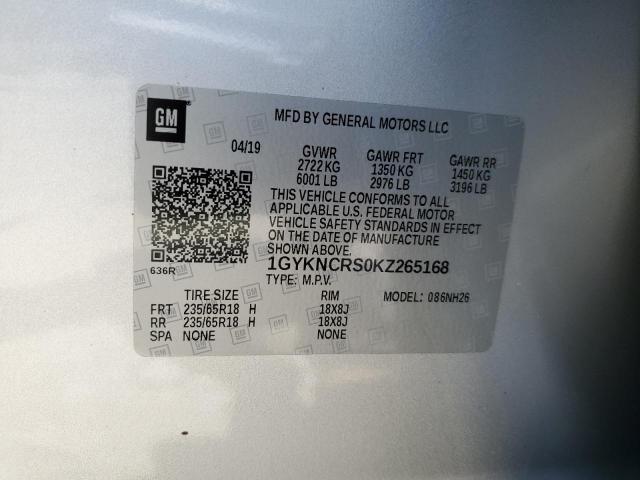 GM
MFD BY GENERAL MOTORS LLC
04/19 GVWR GAWR FRT GAWR RR
2722 KG 1350 KG 1450 KG
6001 LB 2976 LB 3196 LB
THIS VEHICLE CONFORMS TO ALL
APPLICABLE U.S. FEDERAL MOTOR
VEHICLE SAFETY STANDARDS IN EFFECT
ON THE DATE OF MANUFACTURE
SHOWN ABOVE.
636R 1GYKNCRS0KZ265168
TYPE: M.P.V. MODEL: 086NH26
TIRE SIZE RIM
FRT 235/65R18 H 18X8J
RR 235/65R18 H 18X8J
SPA NONE NONE